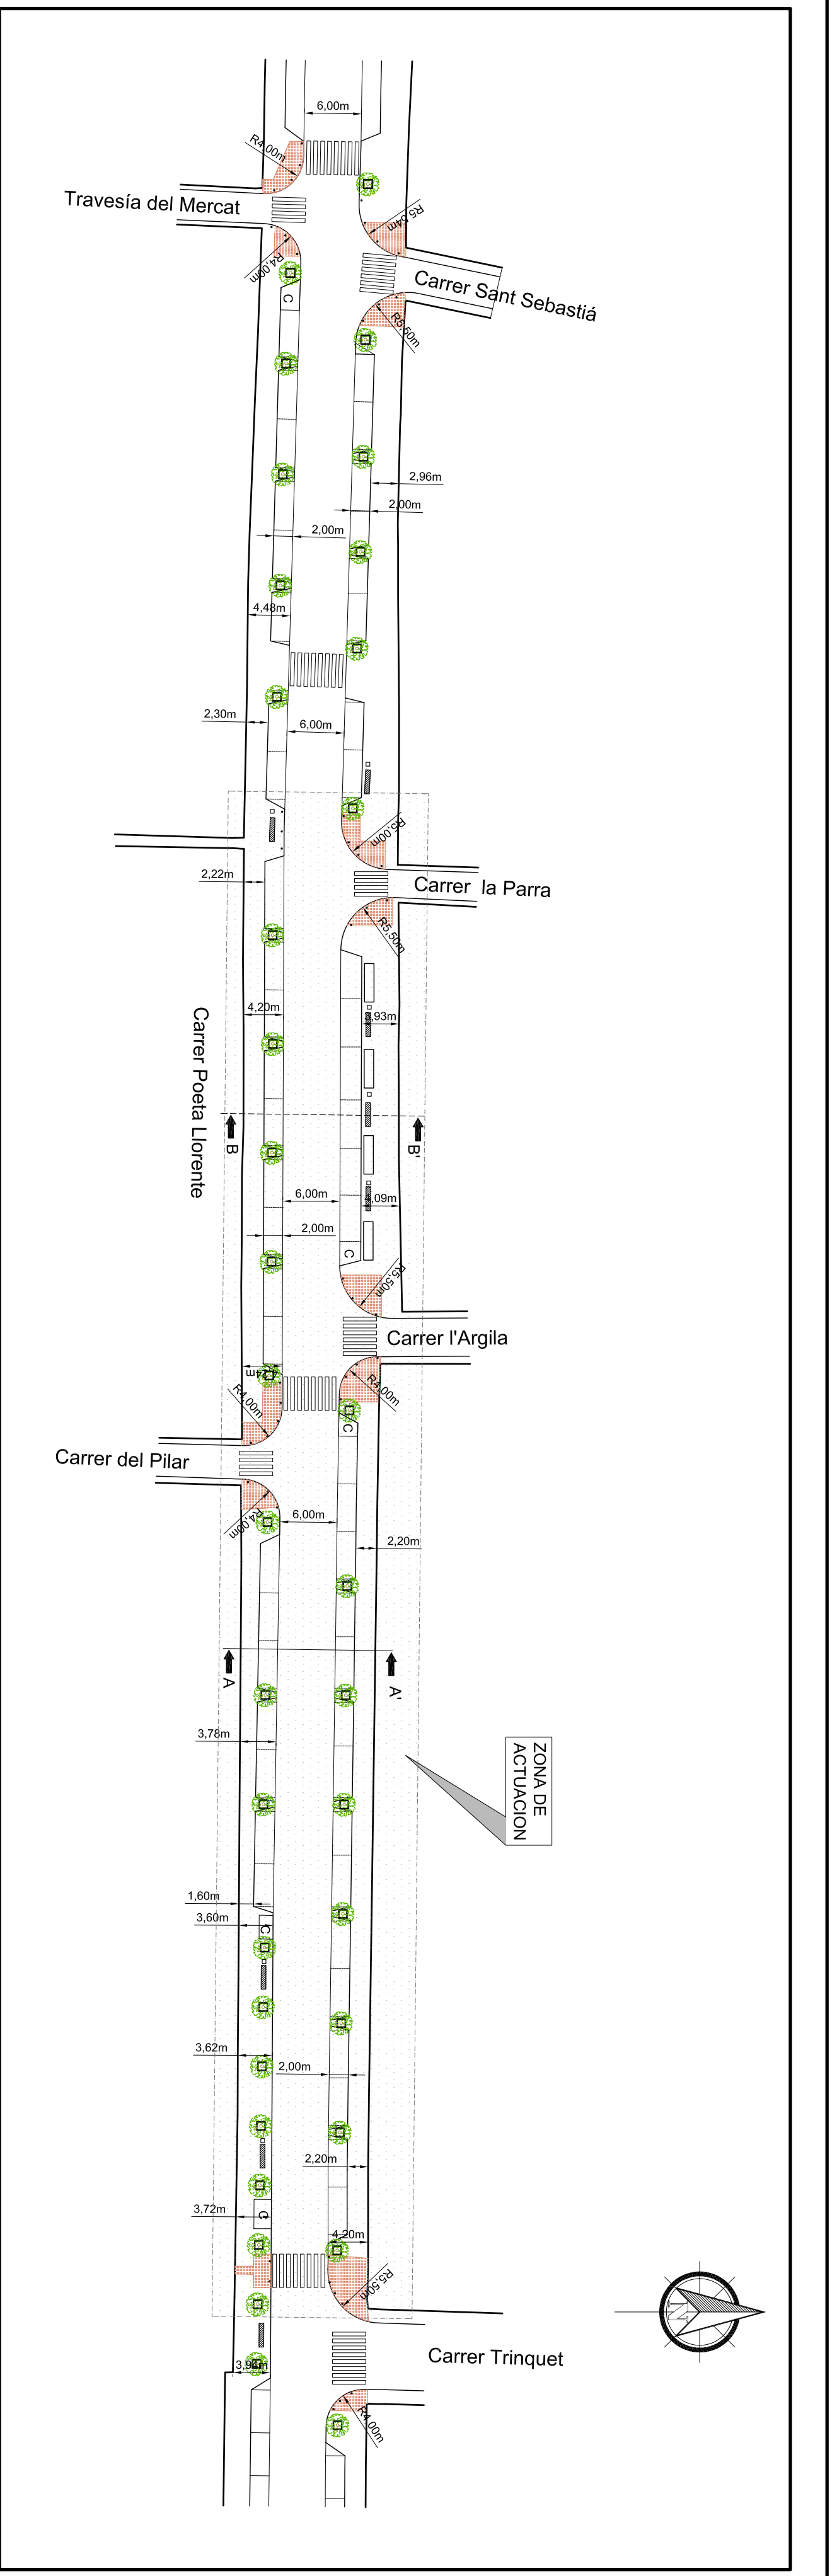 6,00m
R4,00m
Travesía del Mercat
R5,64m
R4,00m
Carrer Sant Sebastiá
C
R5,50m
2,96m
2,00m
2,00m
4,48m
2,30m
6,00m
R5,00m
2,22m
Carrer la Parra
R5,50m
4,20m
3,93m
Carrer Poeta Llorente
B
B'
6,00m
4,09m
2,00m
C
R5,50m
Carrer l'Argila
R4,00m
R4,00m
C
Carrer del Pilar
R4,00m
6,00m
2,20m
A
A'
3,78m
ZONA DE
ACTUACION
1,60m
3,60m
C
3,62m
2,00m
2,20m
3,72m
C
4,20m
R5,50m
N
Carrer Trinquet
R4,00m